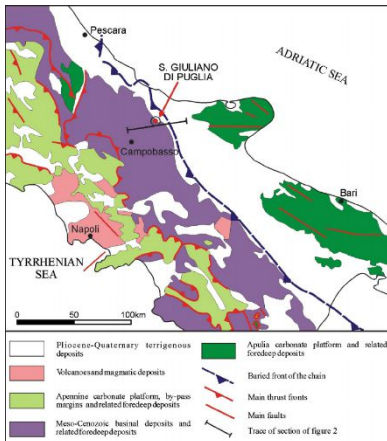 Pescara
ADRIATIC SEA
S. GIULIANO
DI PUGLIA
Campobasso
Bari
Napoli
TYRRHENIAN
SEA
0 50 100km
Pliocene-Quaternary terrigenous
deposits
Volcanoes and magmatic deposits
Apennine carbonate platform, by-pass
margins and related foredeep deposits
Meso-Cenozoic basinal deposits and
related foredeep deposits
Apulia carbonate platform and related
foredeep deposits
Buried front of the chain
Main thrust fronts
Main faults
Trace of section of figure 2